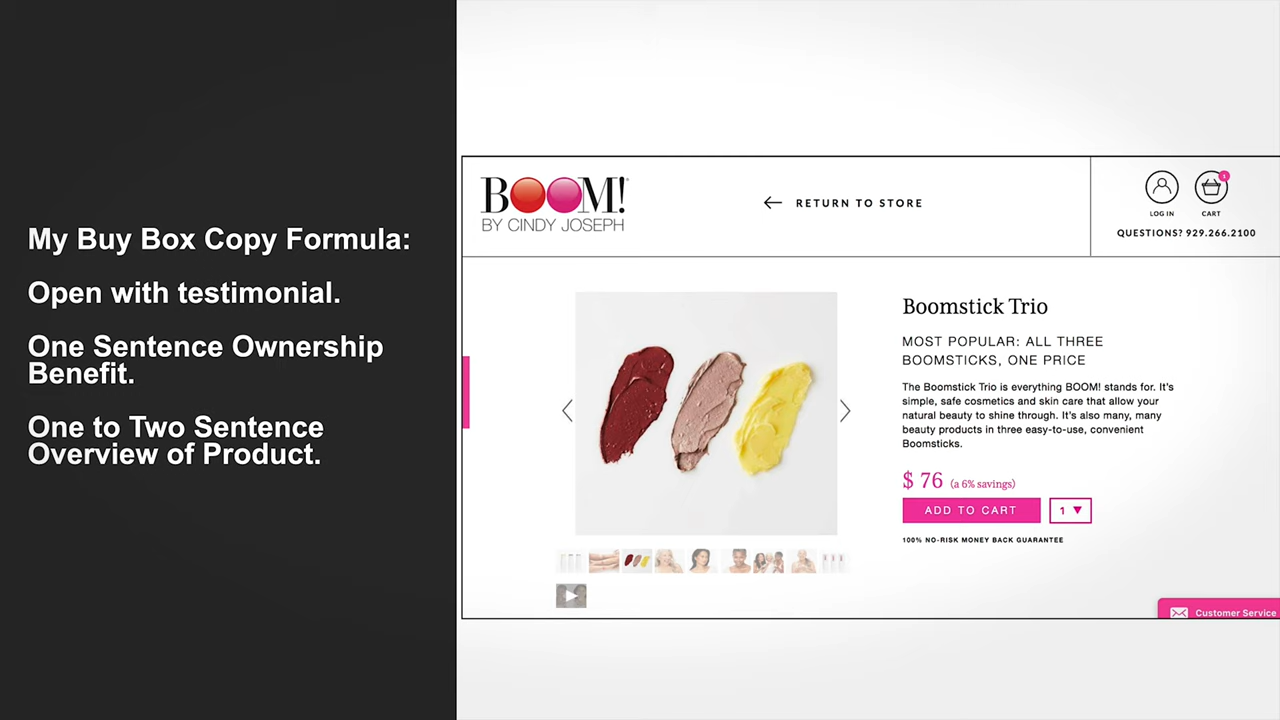 My Buy Box Copy Formula:
Open with testimonial.
One Sentence Ownership
Benefit.
One to Two Sentence
Overview of Product.
BOOM!
BY CINDY JOSEPH
← RETURN TO STORE
1
LOG IN
CART
QUESTIONS? 929.266.2100
Boomstick Trio
MOST POPULAR: ALL THREE
BOOMSTICKS, ONE PRICE
The Boomstick Trio is everything BOOM! stands for. It's
simple, safe cosmetics and skin care that allow your
natural beauty to shine through. It's also many, many
beauty products in three easy-to-use, convenient
Boomsticks.
$ 76 (a 6% savings)
ADD TO CART
1 ▼
100% NO-RISK MONEY BACK GUARANTEE
Customer Service